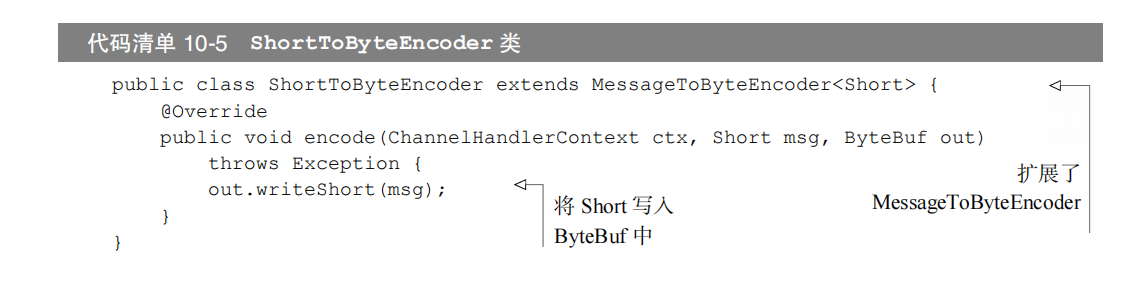 代码清单 10-5 ShortToByteEncoder 类
public class ShortToByteEncoder extends MessageToByteEncoder<Short> {
@Override
public void encode(ChannelHandlerContext ctx, Short msg, ByteBuf out)
throws Exception {
out.writeShort(msg);
}
}
将 Short 写入
ByteBuf 中
扩展了
MessageToByteEncoder